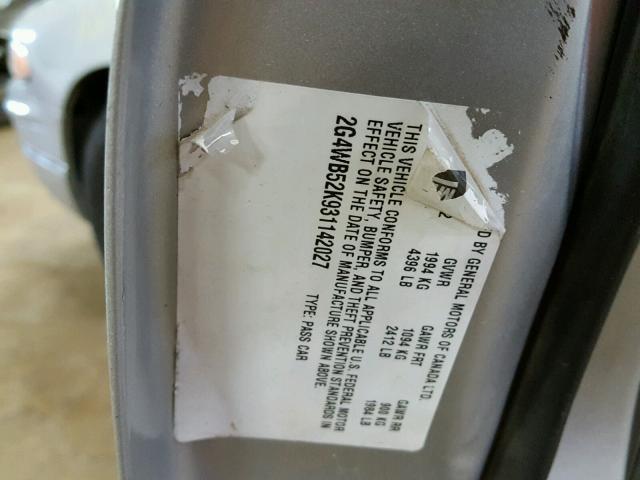 D BY GENERAL MOTORS OF CANADA LTD.
GVWR GAWR FRT GAWR RR
1994 KG 1094 KG 900 KG
4396 LB 2412 LB 1984 LB
THIS VEHICLE CONFORMS TO ALL APPLICABLE U.S. FEDERAL MOTOR
VEHICLE SAFETY, BUMPER, AND THEFT PREVENTION STANDARDS IN
EFFECT ON THE DATE OF MANUFACTURE SHOWN ABOVE.
2G4WB52K931142027 TYPE: PASS CAR